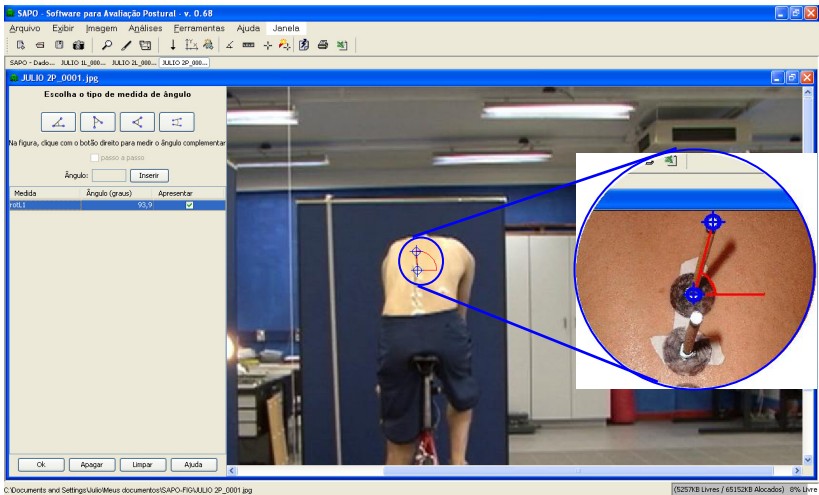 SAPO - Software para Avaliação Postural - v. 0.68
Arquivo Exibir Imagem Análises Ferramentas Ajuda Janela
SAPO - Dado... JULIO 1L_000... JULIO 2L_000... JULIO 2P_000...
JULIO 2P_0001.jpg
Escolha o tipo de medida de ângulo
Na figura, clique com o botão direito para medir o ângulo complementar
passo a passo
Ângulo: Inserir
Medida Ângulo (graus) Apresentar
rotL1 93,9
Ok Apagar Limpar Ajuda
C:\Documents and Settings\Julio\Meus documentos\SAPO-FIG\JULIO 2P_0001.jpg (5257KB Livres / 65152KB Alocados) 8% Livre